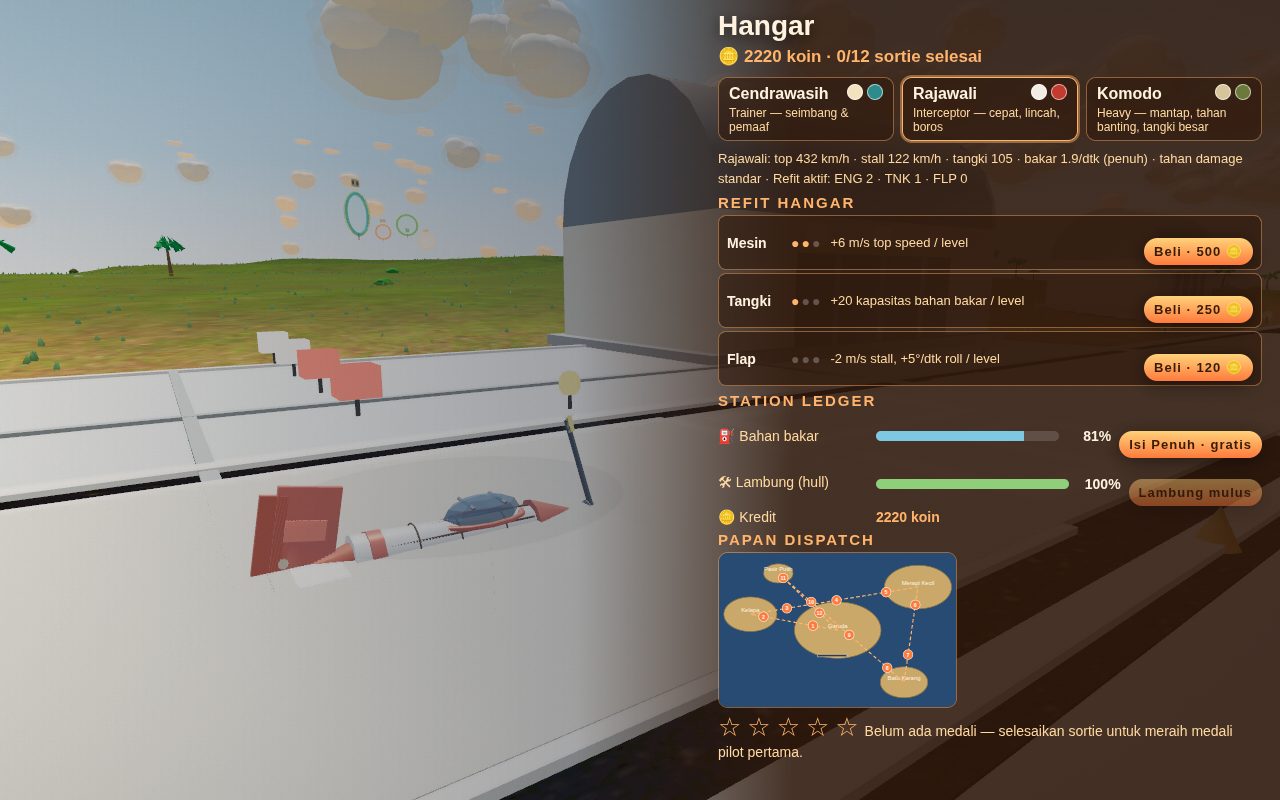 Hangar
🪙 2220 koin · 0/12 sortie selesai
Cendrawasih
Trainer — seimbang &
pemaaf
Rajawali
Interceptor — cepat, lincah,
boros
Komodo
Heavy — mantap, tahan
banting, tangki besar
Rajawali: top 432 km/h · stall 122 km/h · tangki 105 · bakar 1.9/dtk (penuh) · tahan damage
standar · Refit aktif: ENG 2 · TNK 1 · FLP 0
REFIT HANGAR
Mesin +6 m/s top speed / level Beli · 500 🪙
Tangki +20 kapasitas bahan bakar / level Beli · 250 🪙
Flap -2 m/s stall, +5°/dtk roll / level Beli · 120 🪙
STATION LEDGER
⛽ Bahan bakar 81% Isi Penuh · gratis
🛠 Lambung (hull) 100% Lambung mulus
🪙 Kredit 2220 koin
PAPAN DISPATCH
Merapi Kecil
Kelapa
Garuda
Batu Karang
☆ ☆ ☆ ☆ ☆ Belum ada medali — selesaikan sortie untuk meraih medali
pilot pertama.